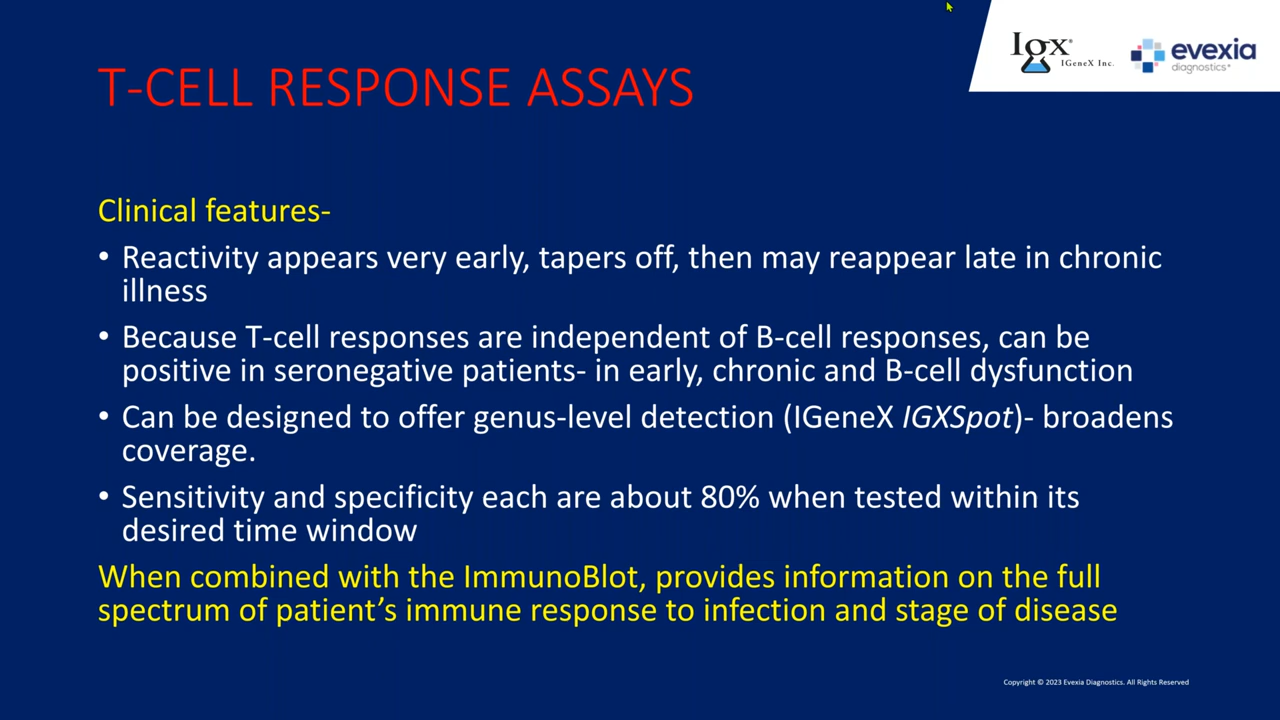 Igx®
IGeneX Inc.
evexia
diagnostics
T-CELL RESPONSE ASSAYS
Clinical features-
• Reactivity appears very early, tapers off, then may reappear late in chronic
illness
• Because T-cell responses are independent of B-cell responses, can be
positive in seronegative patients- in early, chronic and B-cell dysfunction
• Can be designed to offer genus-level detection (IGeneX IGXSpot)- broadens
coverage.
• Sensitivity and specificity each are about 80% when tested within its
desired time window
When combined with the ImmunoBlot, provides information on the full
spectrum of patient's immune response to infection and stage of disease
Copyright © 2023 Evexia Diagnostics. All Rights Reserved